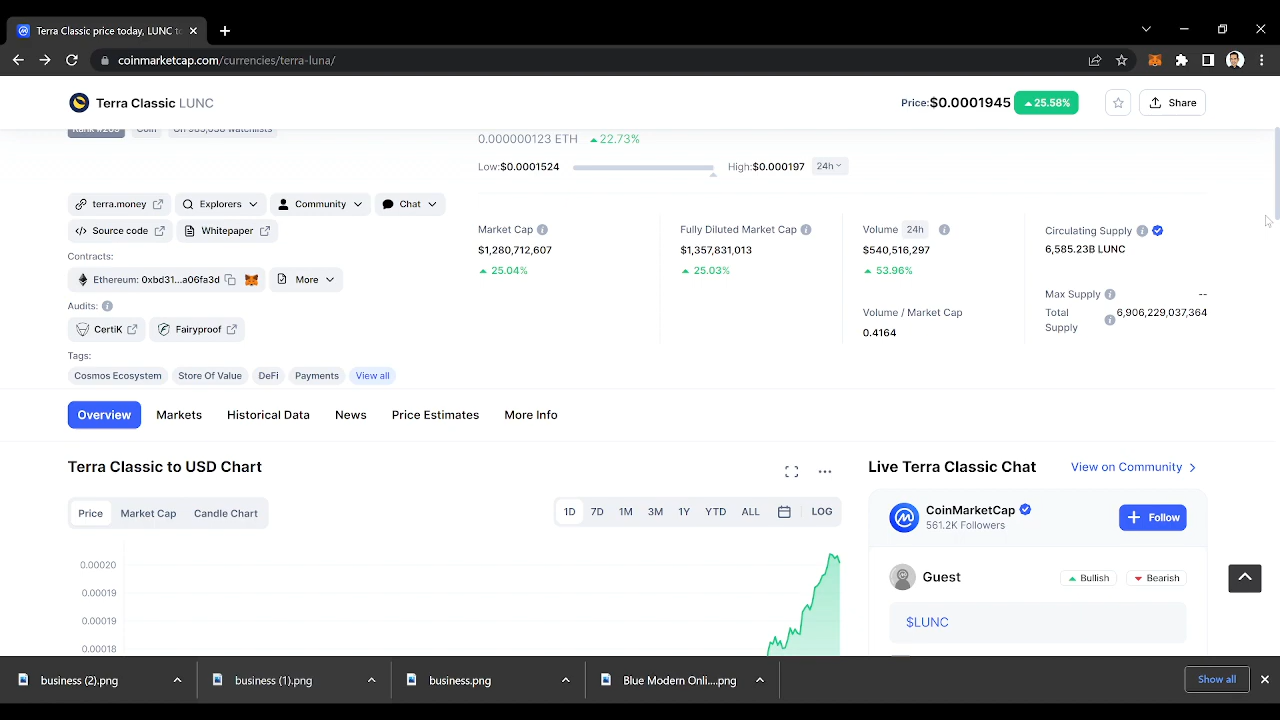 Terra Classic price today, LUNC to
coinmarketcap.com/currencies/terra-luna/
Terra Classic LUNC
Price:$0.0001945 25.58%
Share
Rank #209 Coin On 985,638 watchlists
0.000000123 ETH 22.73%
Low:$0.0001524 High:$0.000197 24h
terra.money Explorers Community Chat
Source code Whitepaper
Contracts:
Ethereum: 0xbd31...a06fa3d More
Audits:
CertiK Fairyproof
Tags:
Cosmos Ecosystem Store Of Value DeFi Payments View all
Market Cap
$1,280,712,607
25.04%
Fully Diluted Market Cap
$1,357,831,013
25.03%
Volume 24h
$540,516,297
53.96%
Volume / Market Cap
0.4164
Circulating Supply
6,585.23B LUNC
Max Supply --
Total Supply 6,906,229,037,364
Overview Markets Historical Data News Price Estimates More Info
Terra Classic to USD Chart
Price Market Cap Candle Chart
1D 7D 1M 3M 1Y YTD ALL LOG
0.00020
0.00019
0.00019
0.00018
Live Terra Classic Chat View on Community
CoinMarketCap
561.2K Followers
Follow
Guest Bullish Bearish
$LUNC
business (2).png business (1).png business.png Blue Modern Onli....png Show all